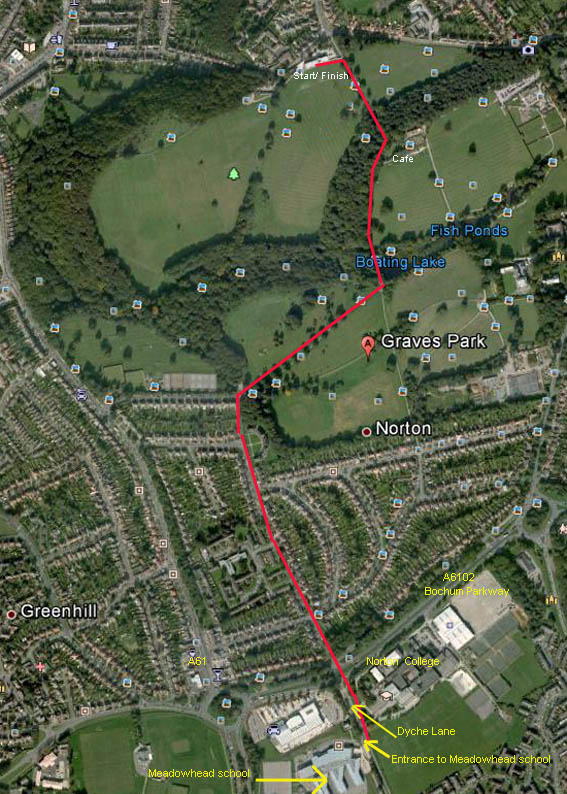 Start/ Finish
Cafe
Fish Ponds
Boating Lake
A
Graves Park
Norton
A6102
Bochum Parkway
Greenhill
A61
Norton College
Dyche Lane
Entrance to Meadowhead school
Meadowhead school